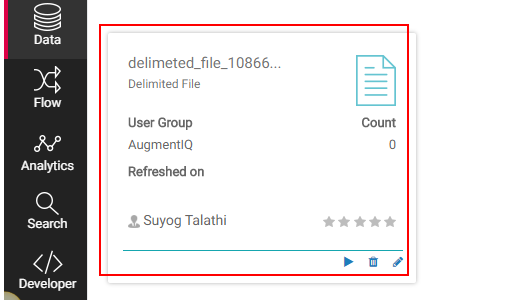 Data
Flow
Analytics
Search
Developer
delimeted_file_10866...
Delimited File
User Group Count
AugmentIQ 0
Refreshed on
Suyog Talathi